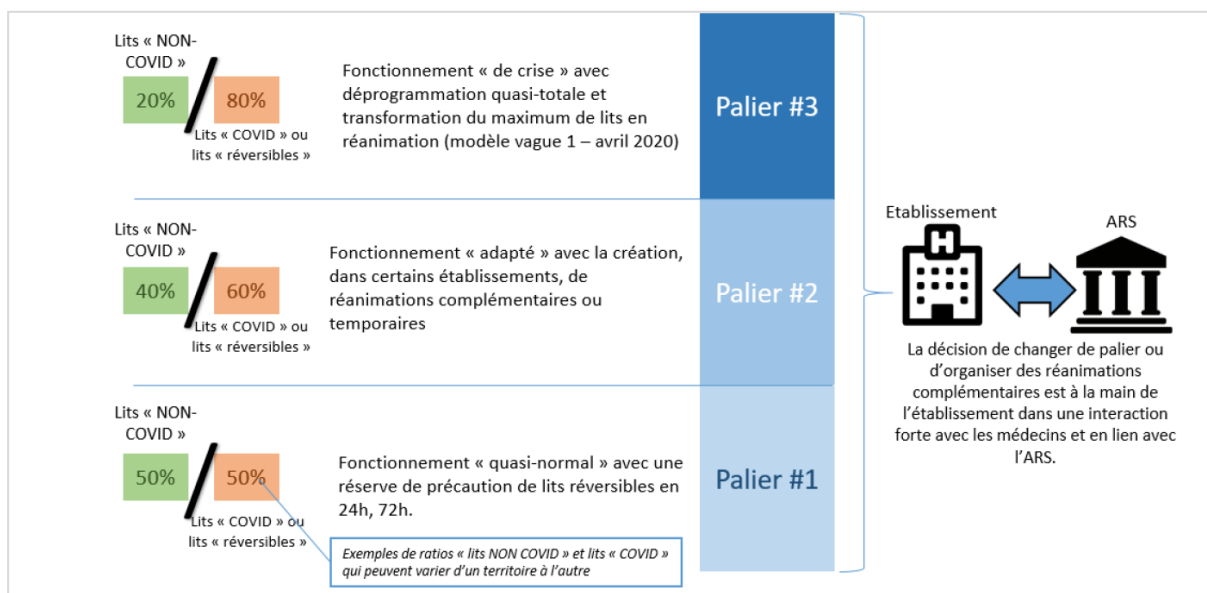 Lits « NON-
COVID »
20%
80%
Lits « COVID » ou
lits « réversibles »
Fonctionnement « de crise » avec
déprogrammation quasi-totale et
transformation du maximum de lits en
réanimation (modèle vague 1 – avril 2020)
Palier #3
Lits « NON-
COVID »
40%
60%
Lits « COVID » ou
lits « réversibles »
Fonctionnement « adapté » avec la création,
dans certains établissements, de
réanimations complémentaires ou
temporaires
Palier #2
Lits « NON-
COVID »
50%
50%
Lits « COVID » ou
lits « réversibles »
Fonctionnement « quasi-normal » avec une
réserve de précaution de lits réversibles en
24h, 72h.
Exemples de ratios « lits NON COVID » et lits « COVID »
qui peuvent varier d’un territoire à l’autre
Palier #1
Etablissement
H
ARS
La décision de changer de palier ou
d’organiser des réanimations
complémentaires est à la main de
l’établissement dans une interaction
forte avec les médecins et en lien avec
l’ARS.